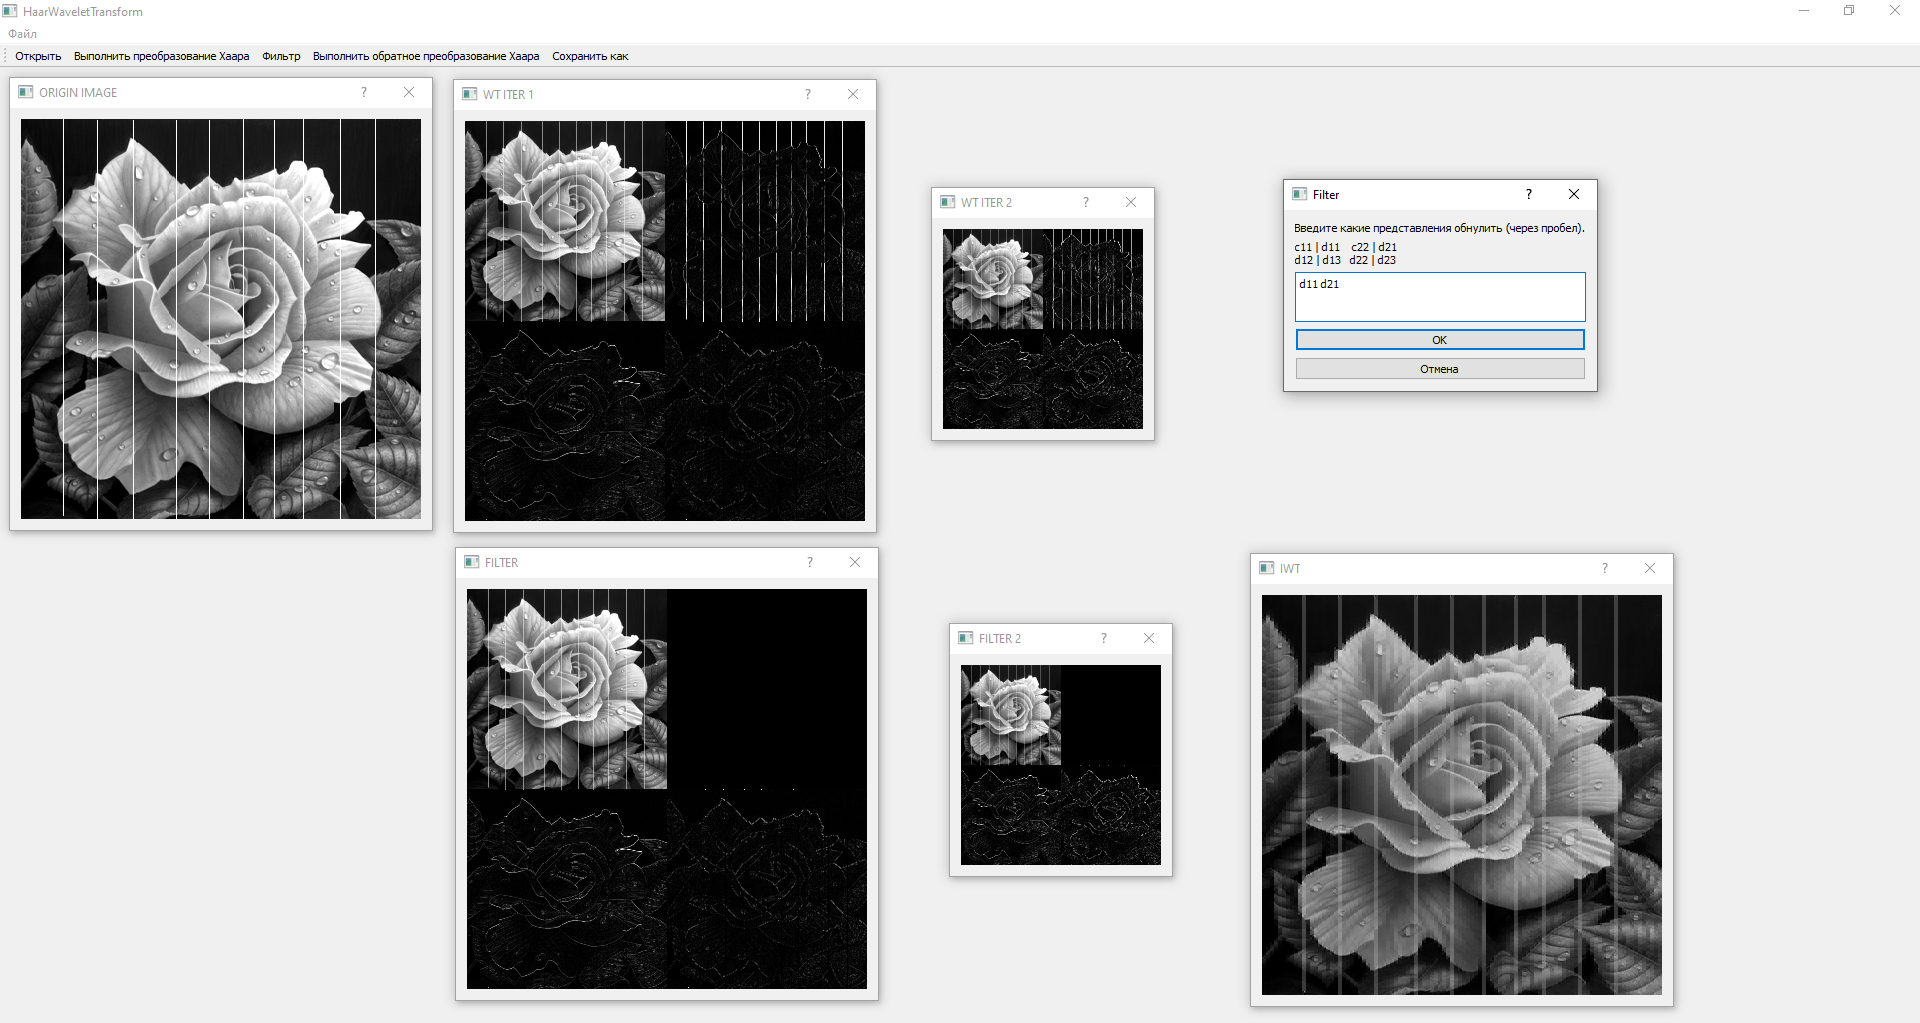 HaarWaveletTransform
Файл
Открыть Выполнить преобразование Хаара Фильтр Выполнить обратное преобразование Хаара Сохранить как
ORIGIN IMAGE ?
WT ITER 1 ?
WT ITER 2 ?
Filter ?
Введите какие представления обнулить (через пробел).
c11 | d11 c22 | d21
d12 | d13 d22 | d23
d11 d21
OK
Отмена
FILTER ?
FILTER 2 ?
IWT ?